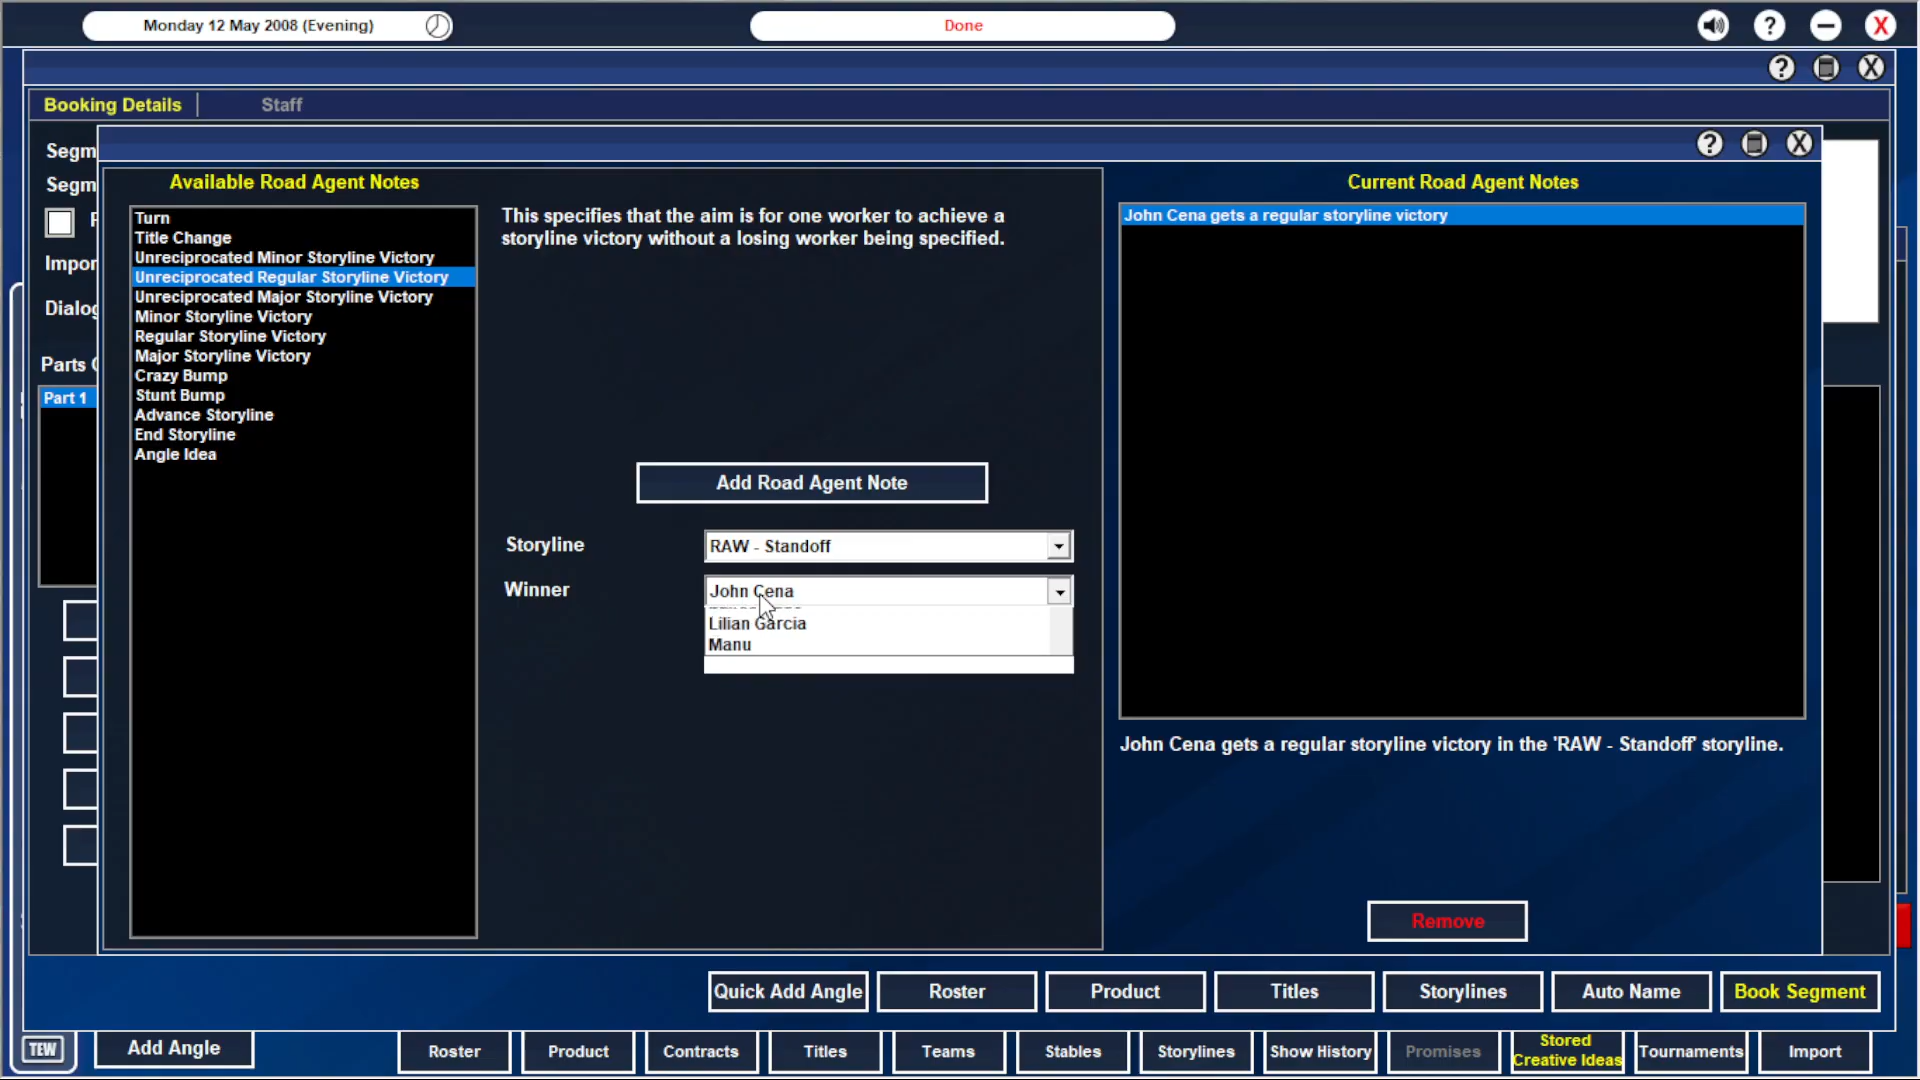 Monday 12 May 2008 (Evening)
Done
? X
? X
Booking Details
Staff
? X
Segm
Segm
Impor
Dialog
Parts
Part 1
Available Road Agent Notes
Turn
Title Change
Unreciprocated Minor Storyline Victory
Unreciprocated Regular Storyline Victory
Unreciprocated Major Storyline Victory
Minor Storyline Victory
Regular Storyline Victory
Major Storyline Victory
Crazy Bump
Stunt Bump
Advance Storyline
End Storyline
Angle Idea
This specifies that the aim is for one worker to achieve a
storyline victory without a losing worker being specified.
Add Road Agent Note
Storyline
RAW - Standoff
Winner
John Cena
Lilian Garcia
Manu
Current Road Agent Notes
John Cena gets a regular storyline victory
John Cena gets a regular storyline victory in the 'RAW - Standoff' storyline.
Remove
Quick Add Angle
Roster
Product
Titles
Storylines
Auto Name
Book Segment
TEW
Add Angle
Roster
Product
Contracts
Titles
Teams
Stables
Storylines
Show History
Promises
Stored
Creative Ideas
Tournaments
Import